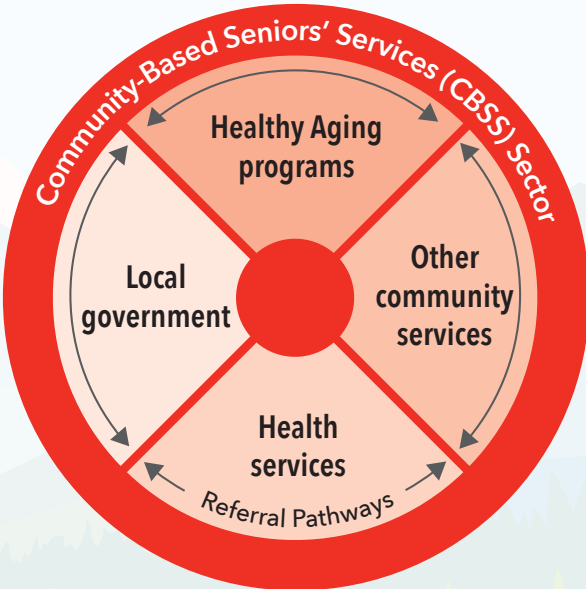 Community-Based Seniors’ Services (CBSS) Sector
Healthy Aging
programs
Local
government
Other
community
services
Health
services
Referral Pathways